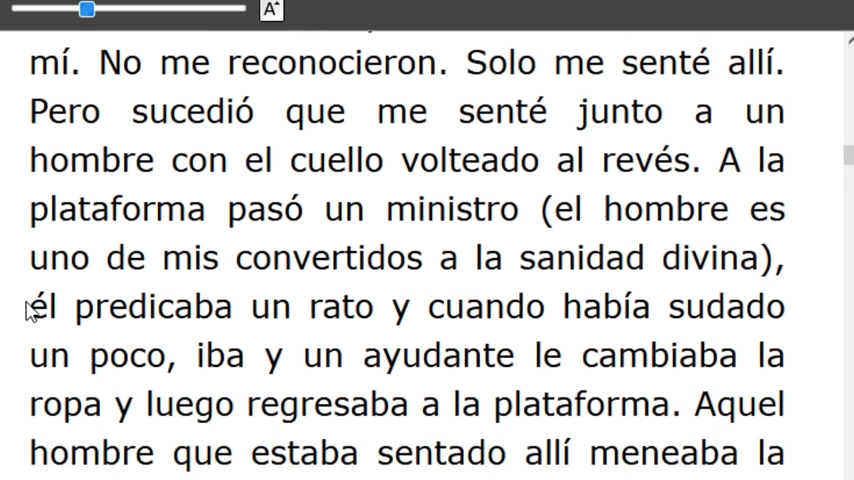 A
mí. No me reconocieron. Solo me senté allí.
Pero sucedió que me senté junto a un
hombre con el cuello volteado al revés. A la
plataforma pasó un ministro (el hombre es
uno de mis convertidos a la sanidad divina),
él predicaba un rato y cuando había sudado
un poco, iba y un ayudante le cambiaba la
ropa y luego regresaba a la plataforma. Aquel
hombre que estaba sentado allí meneaba la